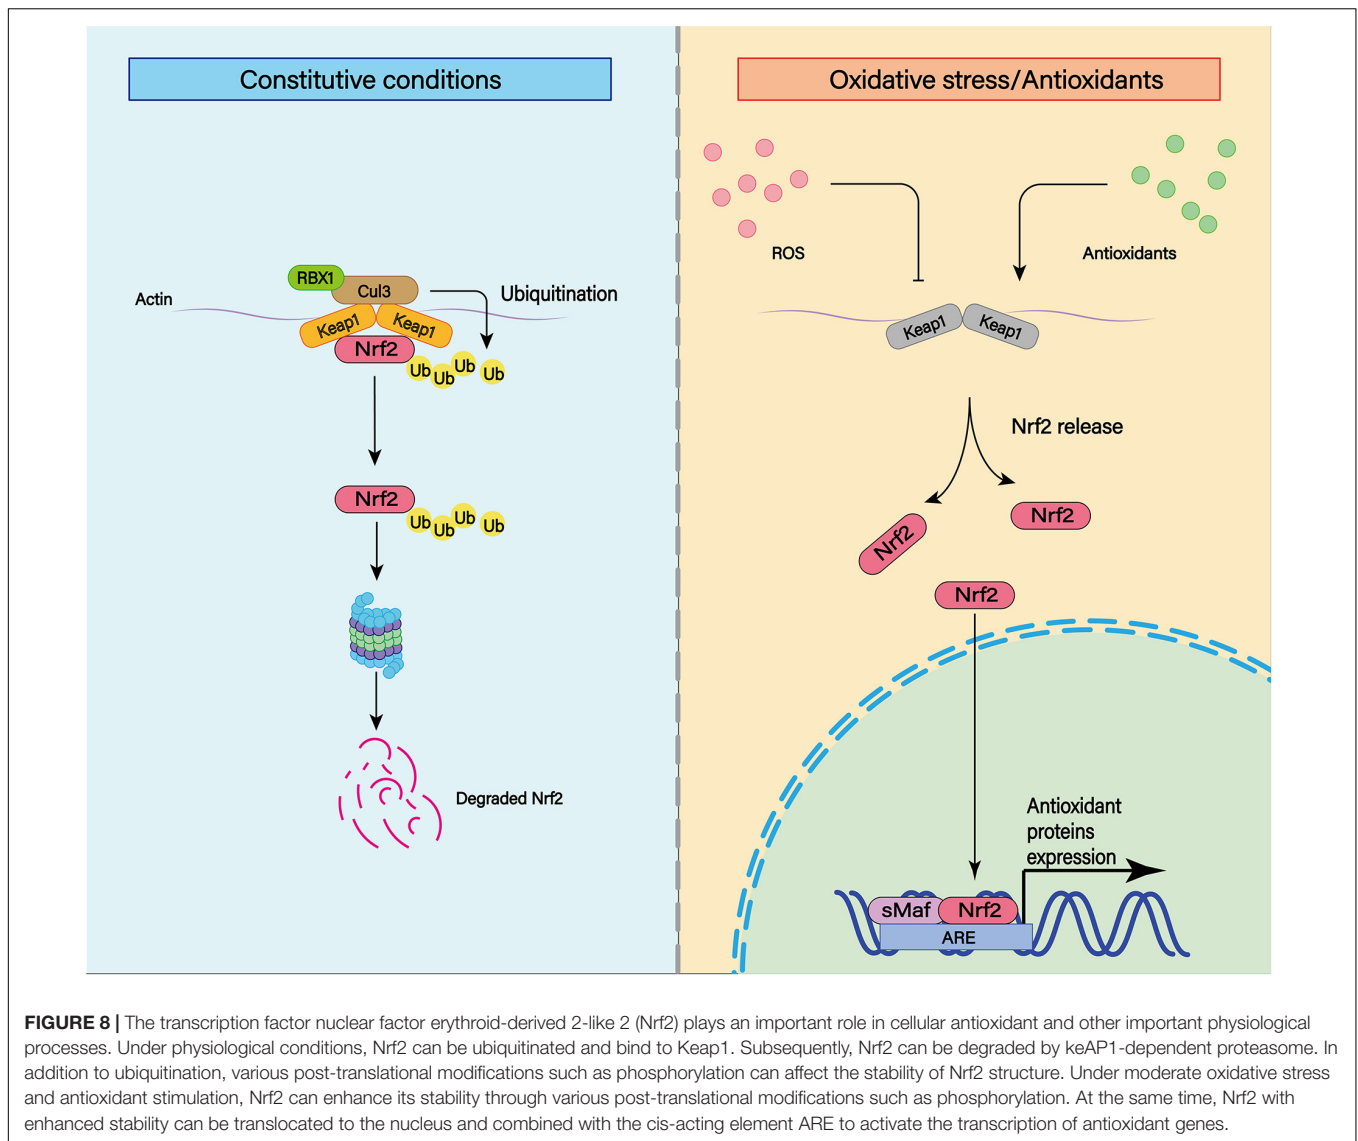 Constitutive conditions
Oxidative stress/Antioxidants
RBX1
Cul3
Actin
Ubiquitination
Keap1
Keap1
Nrf2
Ub
Ub
Ub
Ub
Nrf2
Ub
Ub
Ub
Ub
Degraded Nrf2
ROS
Antioxidants
Keap1
Keap1
Nrf2 release
Nrf2
Nrf2
Nrf2
Antioxidant
proteins
expression
sMaf
Nrf2
ARE
FIGURE 8 | The transcription factor nuclear factor erythroid-derived 2-like 2 (Nrf2) plays an important role in cellular antioxidant and other important physiological
processes. Under physiological conditions, Nrf2 can be ubiquitinated and bind to Keap1. Subsequently, Nrf2 can be degraded by keAP1-dependent proteasome. In
addition to ubiquitination, various post-translational modifications such as phosphorylation can affect the stability of Nrf2 structure. Under moderate oxidative stress
and antioxidant stimulation, Nrf2 can enhance its stability through various post-translational modifications such as phosphorylation. At the same time, Nrf2 with
enhanced stability can be translocated to the nucleus and combined with the cis-acting element ARE to activate the transcription of antioxidant genes.